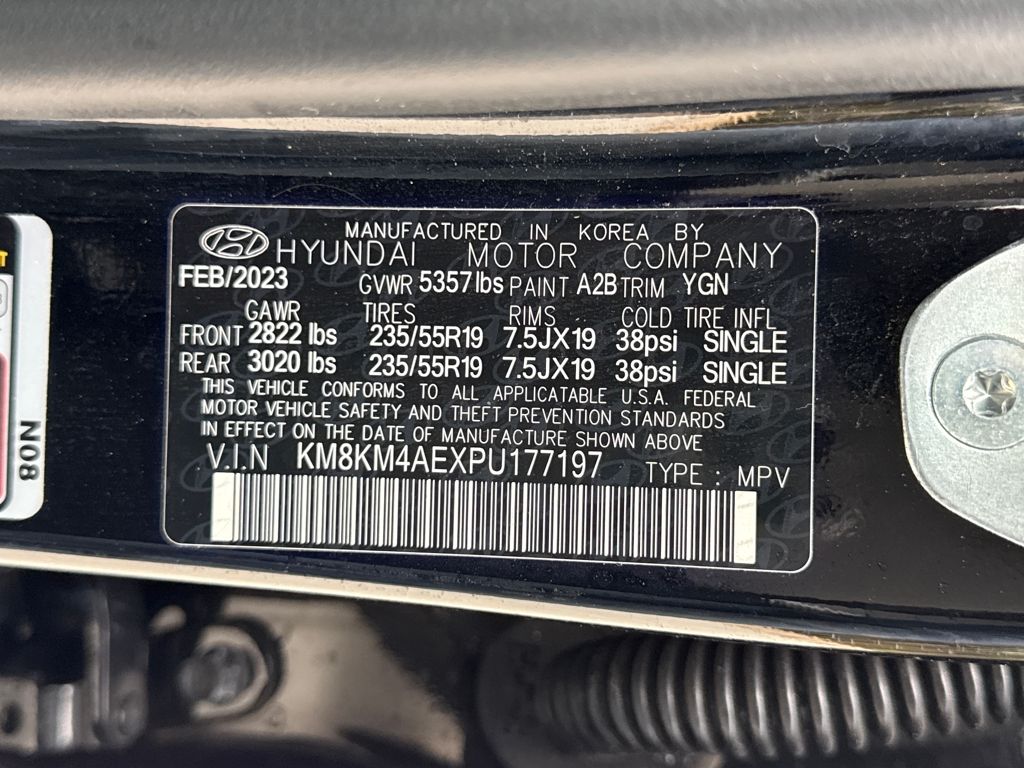 MANUFACTURED IN KOREA BY
HYUNDAI MOTOR COMPANY
FEB/2023 GVWR 5357 lbs PAINT A2B TRIM YGN
GAWR TIRES RIMS COLD TIRE INFL
FRONT 2822 lbs 235/55R19 7.5JX19 38psi SINGLE
REAR 3020 lbs 235/55R19 7.5JX19 38psi SINGLE
THIS VEHICLE CONFORMS TO ALL APPLICATABLE U.S.A. FEDERAL
MOTOR VEHICLE SAFETY AND THEFT PREVENTION STANDARDS
IN EFFECT ON THE DATE OF MANUFACTURE SHOWN ABOVE
V.I.N KM8KM4AEXPU177197 TYPE : MPV
N08